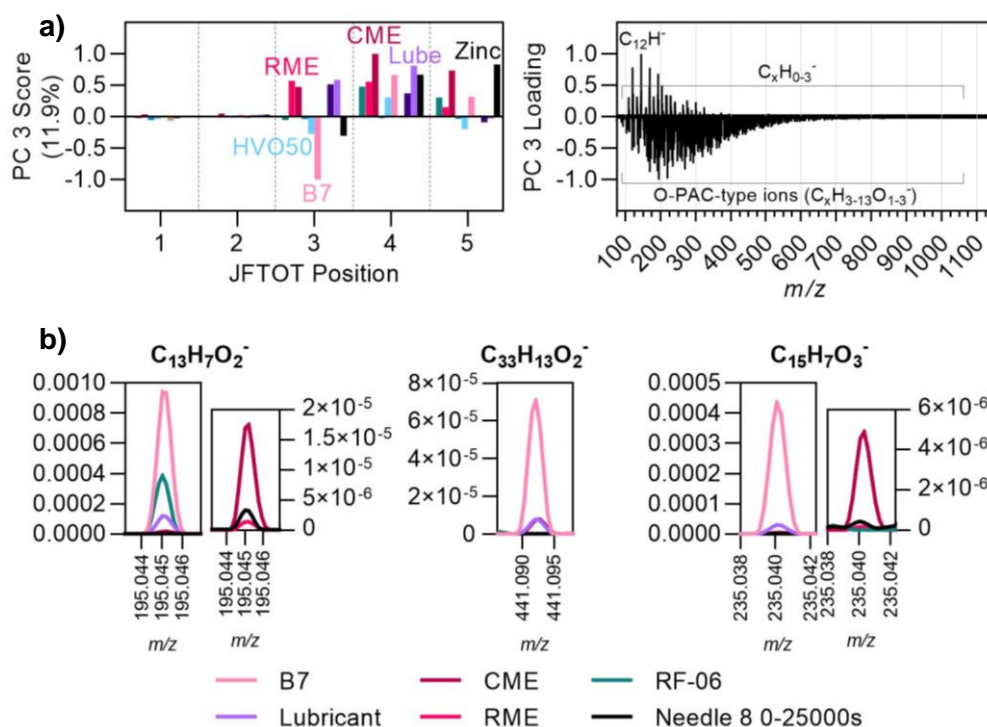 a)
PC 3 Score
(11.9%)
1.0
0.5
0.0
-0.5
-1.0
RME
CME
Lube
Zinc
HVO50
B7
1 2 3 4 5
JFTOT Position
PC 3 Loading
C₁₂H⁻
CₓH₀₋₃⁻
O-PAC-type ions (CₓH₃₋₁₃O₁₋₃⁻)
1.0
0.5
0.0
-0.5
-1.0
100 200 300 400 500 600 700 800 900 1000 1100
m/z
b)
C₁₃H₇O₂⁻
0.0010
0.0008
0.0006
0.0004
0.0002
0.0000
195.044 195.045 195.046
m/z
2×10⁻⁵
1.5×10⁻⁵
1×10⁻⁵
5×10⁻⁶
0
195.044 195.045 195.046
m/z
C₃₃H₁₃O₂⁻
8×10⁻⁵
6×10⁻⁵
4×10⁻⁵
2×10⁻⁵
0
441.090 441.095
m/z
C₁₅H₇O₃⁻
0.0005
0.0004
0.0003
0.0002
0.0001
0.0000
235.038 235.040 235.042
m/z
6×10⁻⁶
4×10⁻⁶
2×10⁻⁶
0
235.038 235.040 235.042
m/z
B7 CME RF-06
Lubricant RME Needle 8 0-25000s